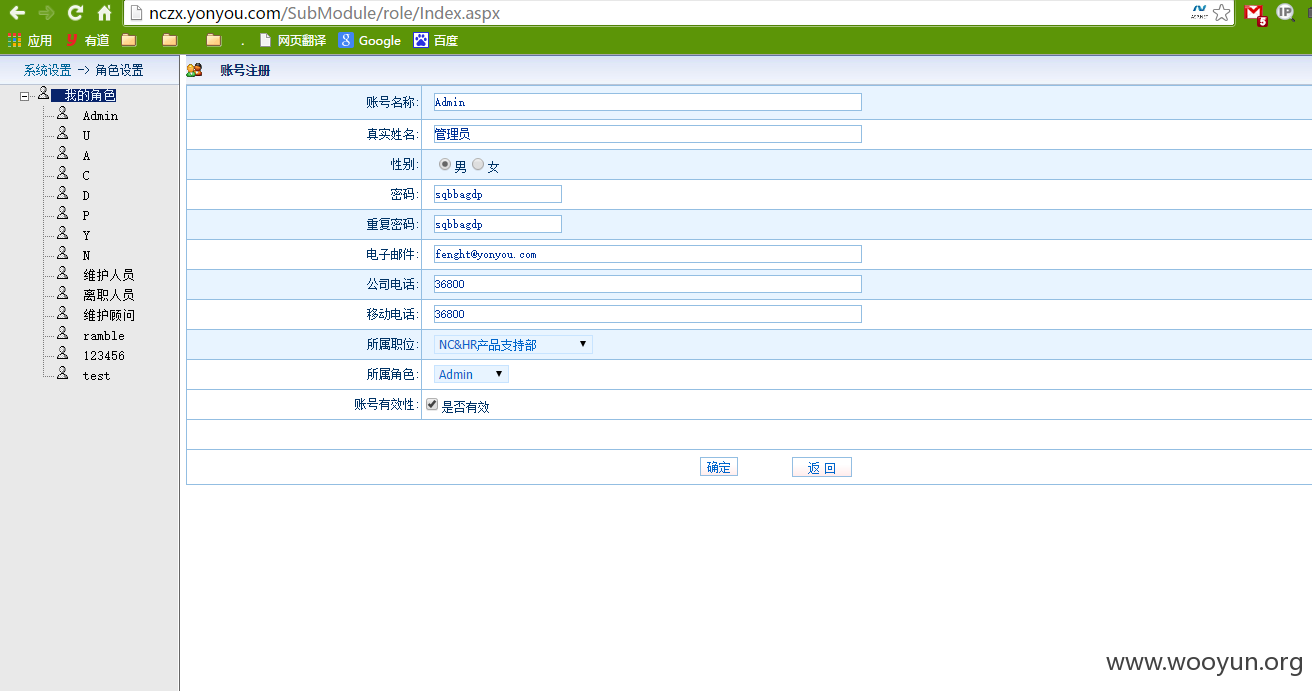 nczx.yonyou.com/SubModule/role/Index.aspx
5 IP
应用 有道 . 网页翻译 Google 百度
系统设置 -> 角色设置 账号注册
我的角色
Admin
U
A
C
D
P
Y
N
维护人员
离职人员
维护顾问
ramble
123456
test
账号名称: Admin
真实姓名: 管理员
性别: 男 女
密码: sqbbagdp
重复密码: sqbbagdp
电子邮件: fenght@yonyou.com
公司电话: 36800
移动电话: 36800
所属职位: NC&HR产品支持部
所属角色: Admin
账号有效性: 是否有效
确定 返 回
www.wooyun.org